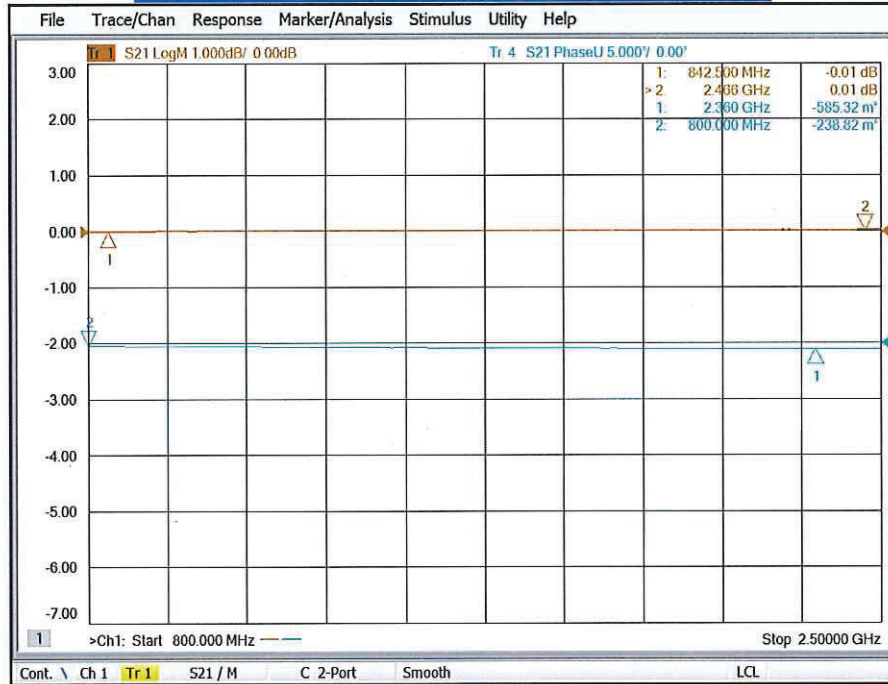 File Trace/Chan Response Marker/Analysis Stimulus Utility Help
Tr 1 S21 LogM 1.000dB/ 0.00dB Tr 4 S21 PhaseU 5.000°/ 0.00°
1: 842.500 MHz -0.01 dB
> 2: 2.466 GHz 0.01 dB
1: 2.360 GHz -585.32 m°
2: 800.000 MHz -238.82 m°
3.00
2.00
1.00
0.00
-1.00
-2.00
-3.00
-4.00
-5.00
-6.00
-7.00
1
2
2
1
1 >Ch1: Start 800.000 MHz Stop 2.50000 GHz
Cont. \ Ch 1 Tr 1 S21 / M C 2-Port Smooth LCL